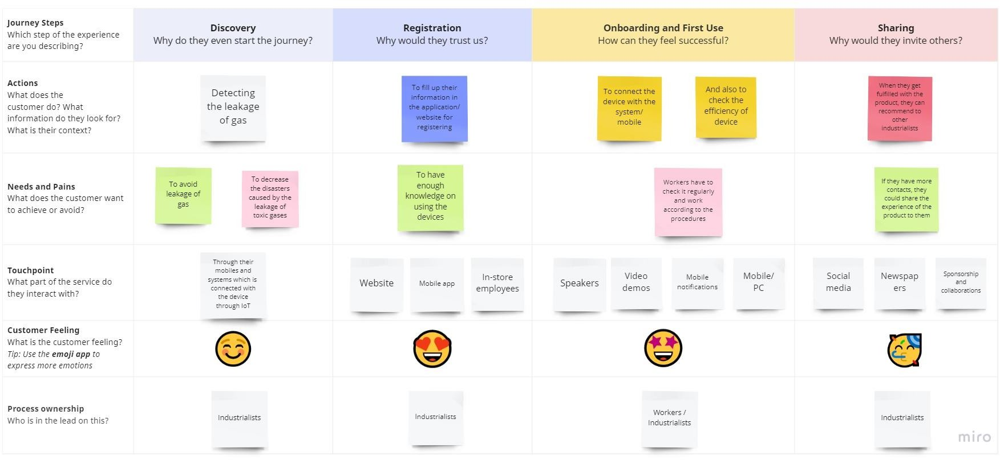 Journey Steps
Which step of the experience
are you describing?
Discovery
Why do they even start the journey?
Registration
Why would they trust us?
Onboarding and First Use
How can they feel successful?
Sharing
Why would they invite others?
Actions
What does the
customer do? What
information do they look for?
What is their context?
Detecting
the leakage
of gas
To fill up their
information in
the application/
website for
registering
To connect the
device with the
system/
mobile
And also to
check the
efficiency of
device
When they get
fulfilled with the
product, they can
recommend to
other
industrialists
Needs and Pains
What does the customer want
to achieve or avoid?
To avoid
leakage of
gas
To decrease
the disasters
caused by the
leakage of
toxic gases
To have
enough
knowledge on
using the
devices
Workers have to
check it regularly
and work
according to the
procedures
If they have more
contacts, they
could share the
experience of the
product to them
Touchpoint
What part of the service do
they interact with?
Through their
mobiles and
systems which is
connected with
the device
through IoT
Website
Mobile app
In-store
employees
Speakers
Video
demos
Mobile
notifications
Mobile/
PC
Social
media
Newspap
ers
Sponsorship
and
collaborations
Customer Feeling
What is the customer feeling?
Tip: Use the emoji app to
express more emotions
Process ownership
Who is in the lead on this?
Industrialists
Industrialists
Workers /
Industrialists
Industrialists
miro